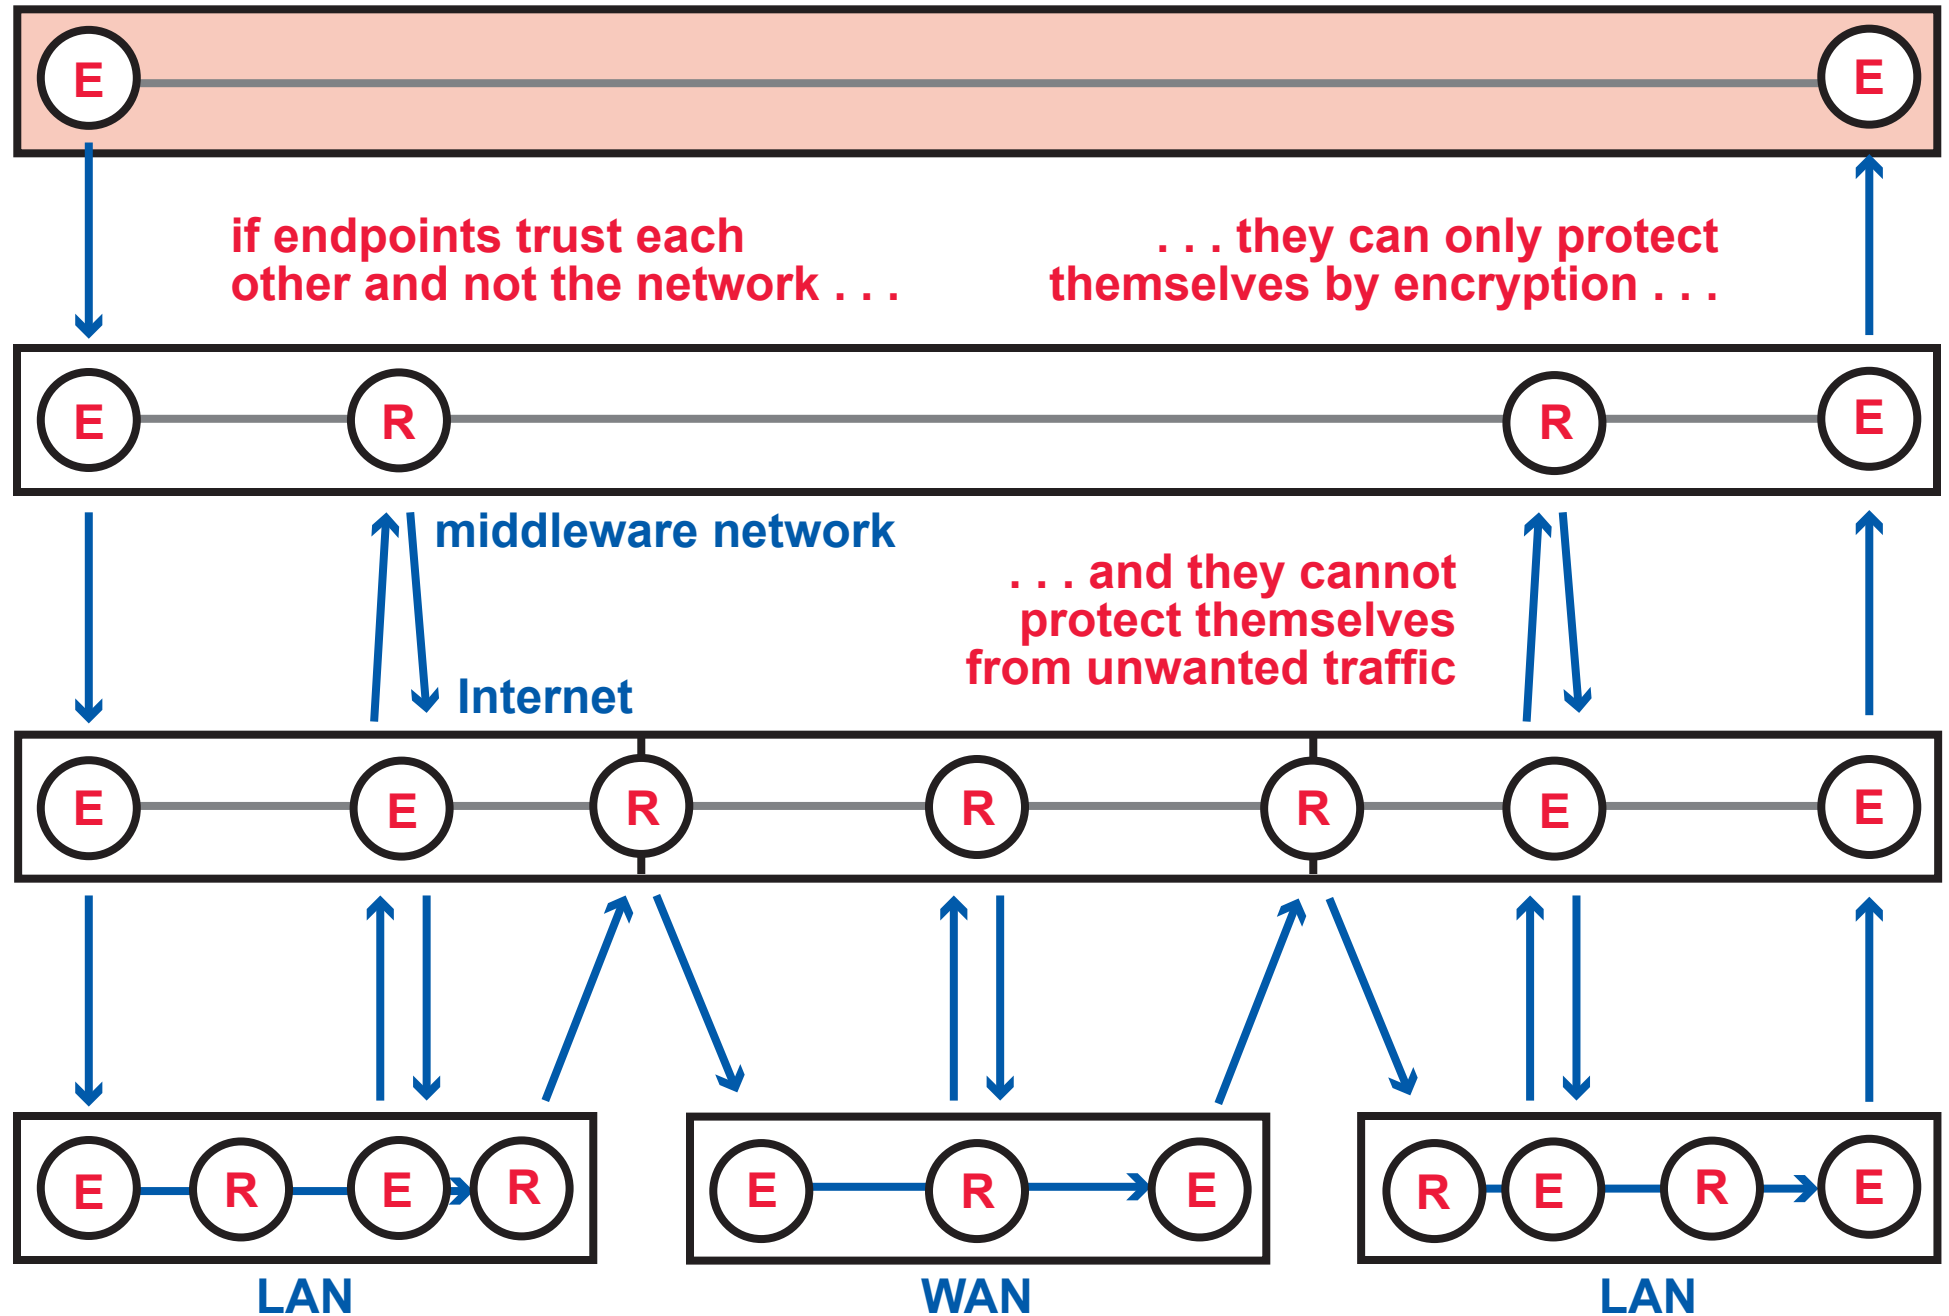 E E
if endpoints trust each
other and not the network . . .
. . . they can only protect
themselves by encryption . . .
E R R E
middleware network
. . . and they cannot
protect themselves
from unwanted traffic
Internet
E E R R R E E
E R E R
E R E
R E R E
LAN
WAN
LAN